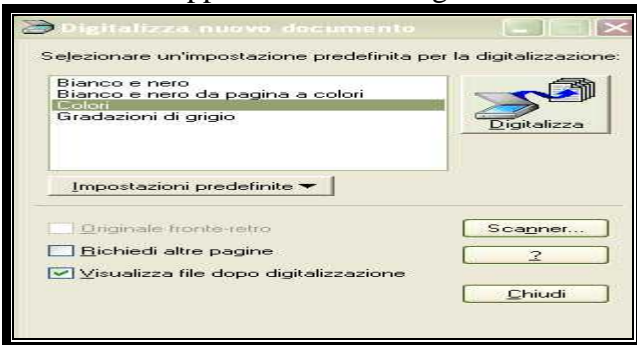 Digitalizza nuovo documento
Selezionare un'impostazione predefinita per la digitalizzazione:
Bianco e nero
Bianco e nero da pagina a colori
Colori
Gradazioni di grigio
Digitalizza
Impostazioni predefinite
Originale fronte-retro
Scanner...
Richiedi altre pagine
?
Visualizza file dopo digitalizzazione
Chiudi